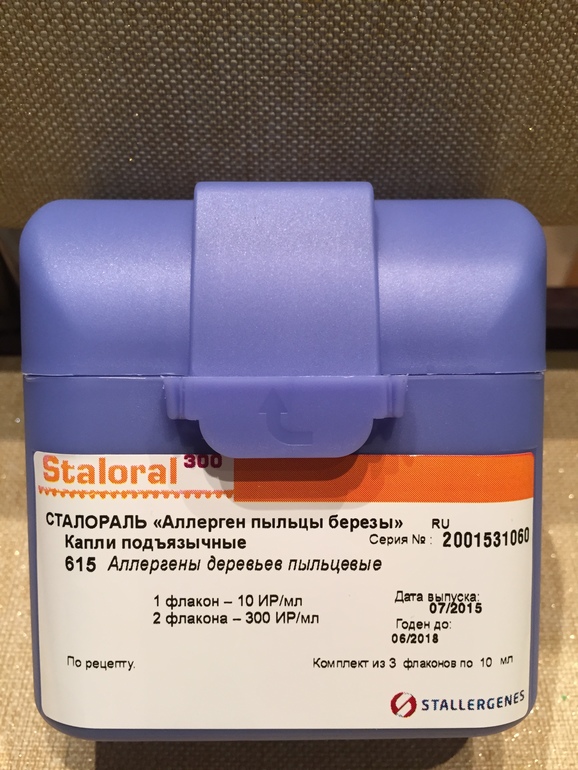 Staloral 300
СТАЛОРАЛЬ «Аллерген пыльцы березы» RU
Капли подъязычные Серия №: 2001531060
615 Аллергены деревьев пыльцевые
1 флакон – 10 ИР/мл Дата выпуска:
07/2015
2 флакона – 300 ИР/мл
Годен до:
06/2018
По рецепту. Комплект из 3 флаконов по 10 мл
STALLERGENES